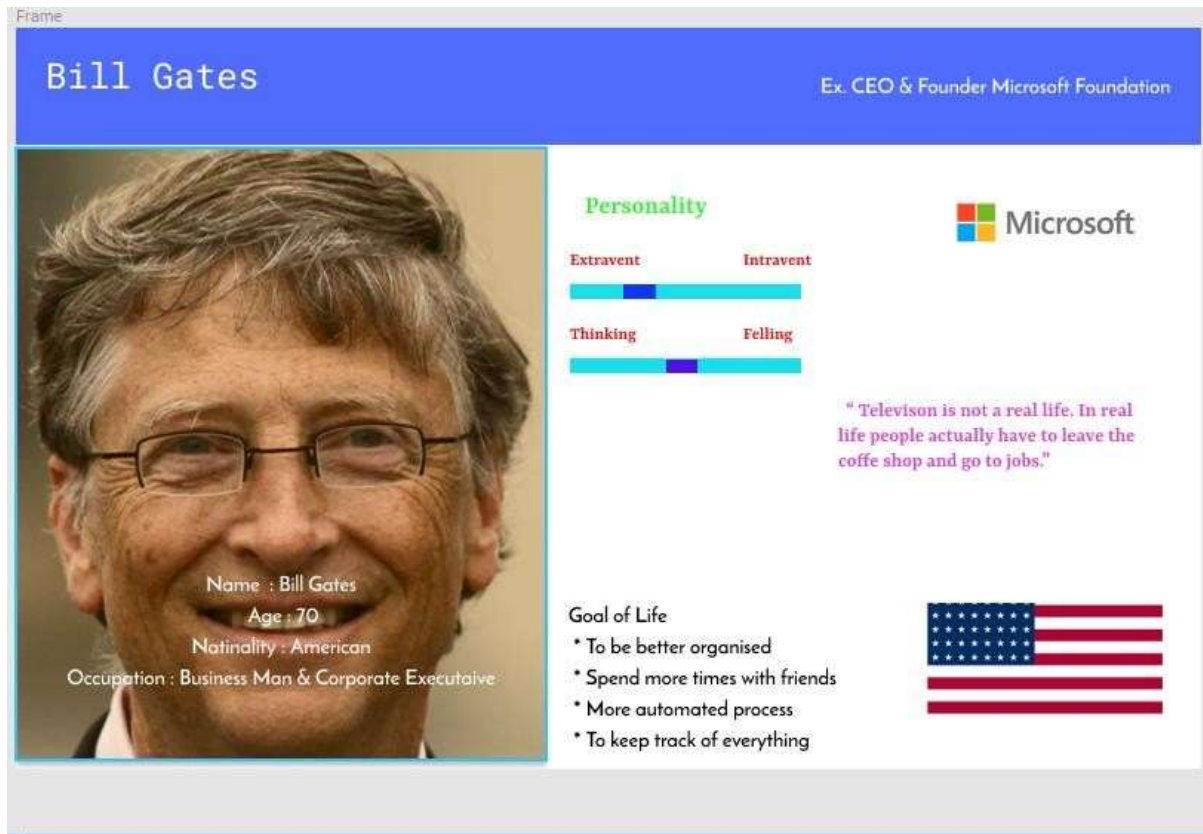 Frame
Bill Gates
Ex. CEO & Founder Microsoft Foundation
Personality
Microsoft
Extravent Intravent
Thinking Felling
“ Televison is not a real life. In real
life people actually have to leave the
coffe shop and go to jobs.”
Name : Bill Gates
Age : 70
Natinality : American
Occupation : Business Man & Corporate Executaive
Goal of Life
* To be better organised
* Spend more times with friends
* More automated process
* To keep track of everything